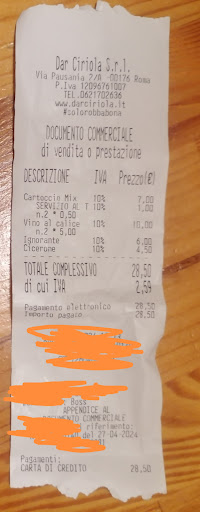 Dar Ciriola S.r.l.
Via Pausania 2/A -00176 Roma
P.Iva 12096761007
TEL.0621702636
www.darciriola.it
#solorobbabona
DOCUMENTO COMMERCIALE
di vendita o prestazione
DESCRIZIONE IVA Prezzo(€)
Cartoccio Mix 10% 7,00
SERVIZIO AL T 10% 1,00
n.2 * 0,50
Vino al calice 10% 10,00
n.2 * 5,00
Ignorante 10% 6,00
Cicerone 10% 4,50
TOTALE COMPLESSIVO 28,50
di cui IVA 2,59
Pagamento elettronico 28,50
Importo pagato 28,50
Boss
APPENDICE AL
DOCUMENTO COMMERCIALE
riferimento:
del 27-04-2024
Pagamenti:
CARTA DI CREDITO 28,50